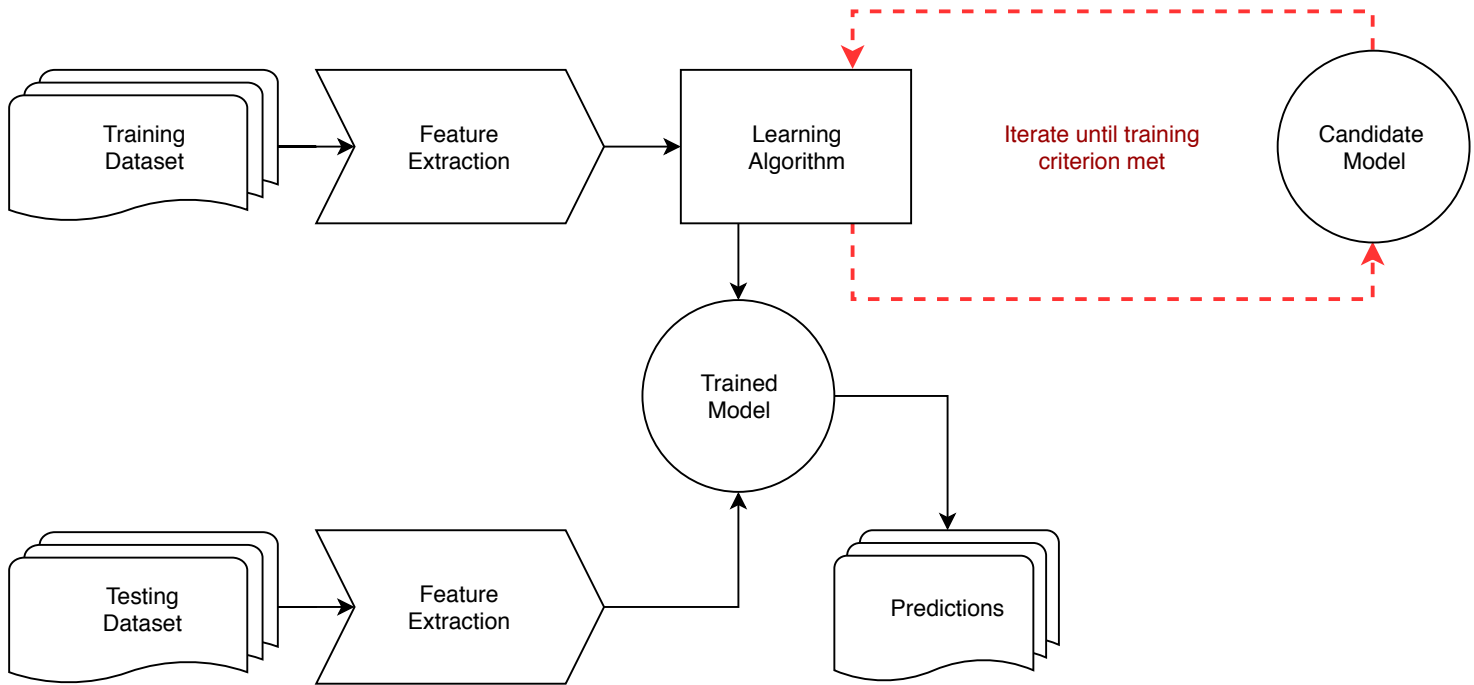 Training
Dataset
Feature
Extraction
Learning
Algorithm
Iterate until training
criterion met
Candidate
Model
Trained
Model
Testing
Dataset
Feature
Extraction
Predictions